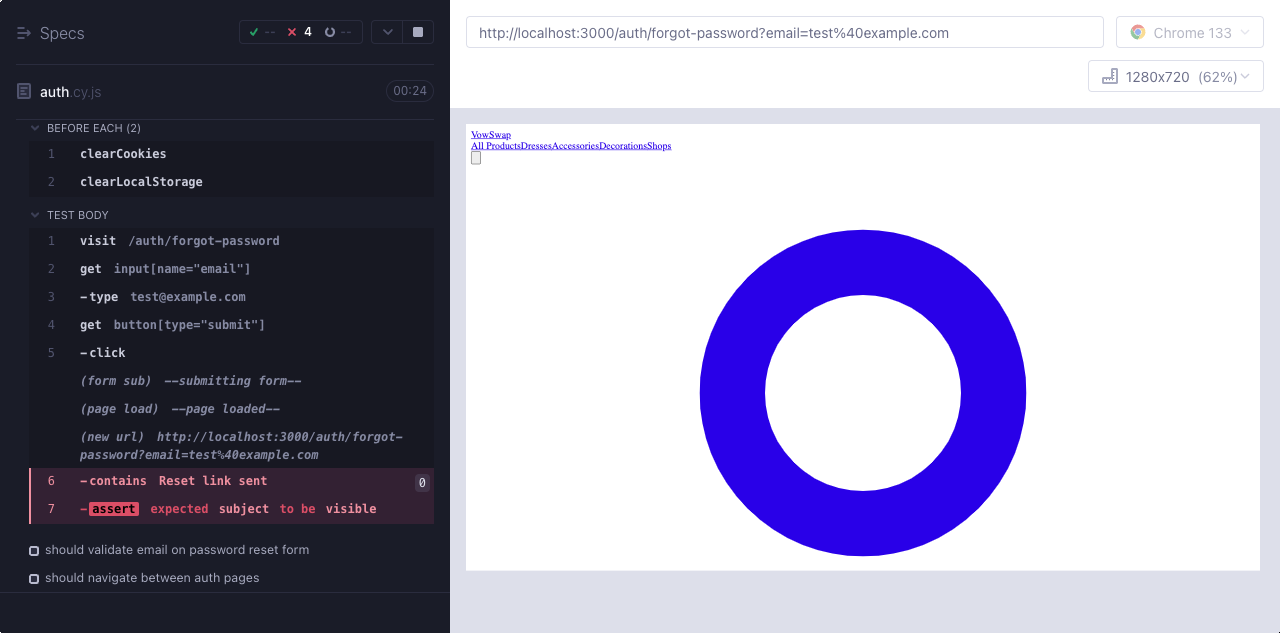 Specs
-- 4 --
auth.cy.js
00:24
BEFORE EACH (2)
1 clearCookies
2 clearLocalStorage
TEST BODY
1 visit /auth/forgot-password
2 get input[name="email"]
3 -type test@example.com
4 get button[type="submit"]
5 -click
(form sub) --submitting form--
(page load) --page loaded--
(new url) http://localhost:3000/auth/forgot-
password?email=test%40example.com
6 -contains Reset link sent 0
7 -assert expected subject to be visible
should validate email on password reset form
should navigate between auth pages
http://localhost:3000/auth/forgot-password?email=test%40example.com
Chrome 133
1280x720 (62%)
VowSwap
All ProductsDressesAccessoriesDecorationsShops